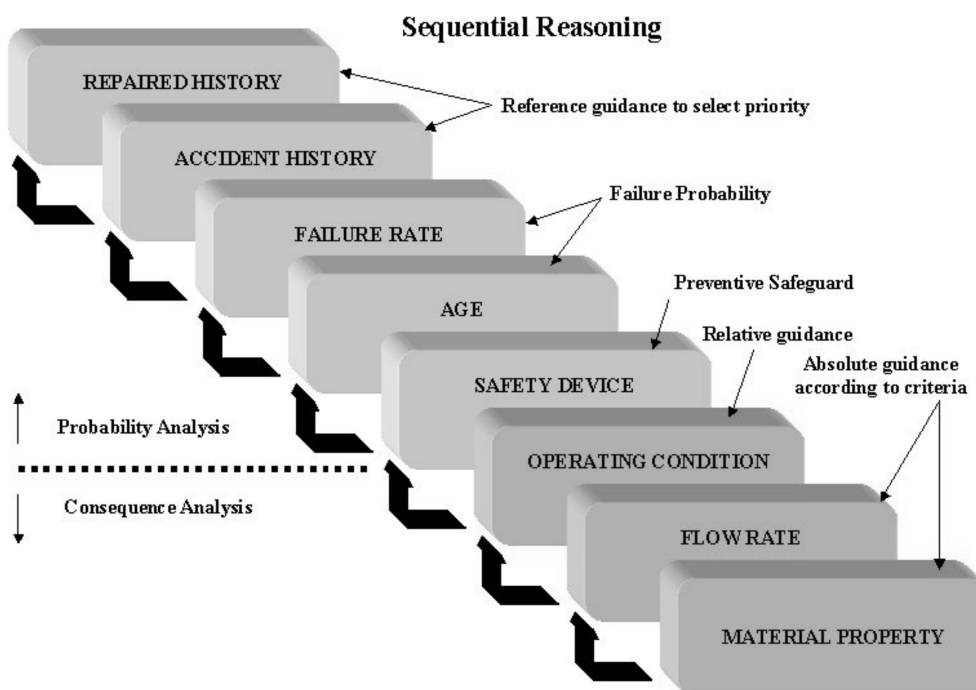 Sequential Reasoning
REPAIRED HISTORY
Reference guidance to select priority
ACCIDENT HISTORY
Failure Probability
FAILURE RATE
Preventive Safeguard
AGE
Relative guidance
Absolute guidance
according to criteria
SAFETY DEVICE
Probability Analysis
OPERATING CONDITION
Consequence Analysis
FLOW RATE
MATERIAL PROPERTY